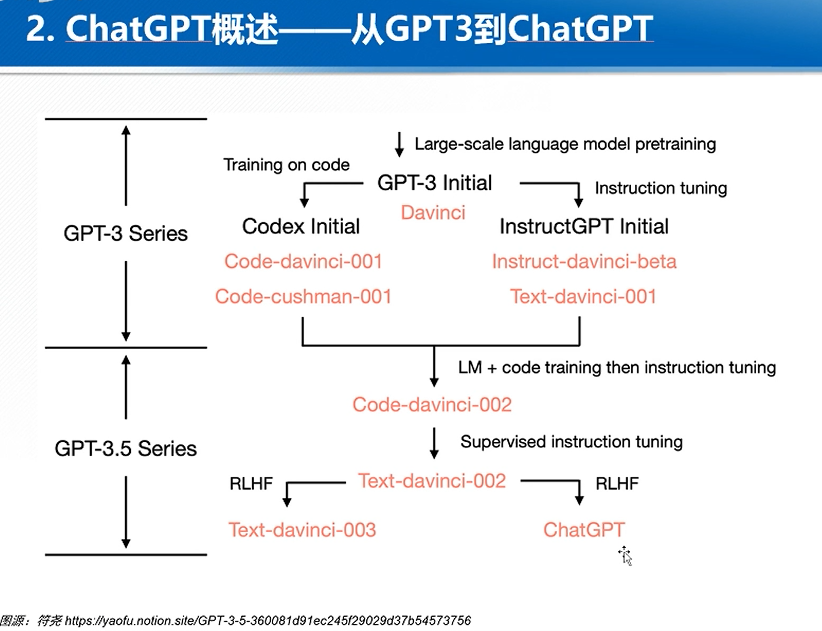 2. ChatGPT概述——从GPT3到ChatGPT
Large-scale language model pretraining
Training on code
GPT-3 Initial
Instruction tuning
Davinci
GPT-3 Series
Codex Initial
InstructGPT Initial
Code-davinci-001
Instruct-davinci-beta
Code-cushman-001
Text-davinci-001
LM + code training then instruction tuning
Code-davinci-002
GPT-3.5 Series
Supervised instruction tuning
RLHF
Text-davinci-002
RLHF
Text-davinci-003
ChatGPT
图源：符尧 https://yaofu.notion.site/GPT-3-5-360081d91ec245f29029d37b54573756